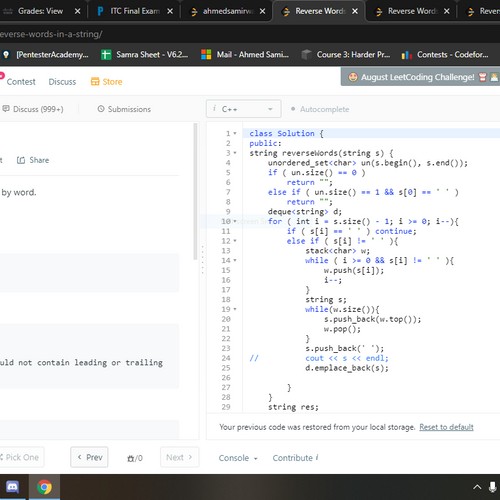 Grades: View
ITC Final Exam
ahmedsamirwa
Reverse Words
Reverse Words
Reverse
everse-words-in-a-string/
[PentesterAcademy...
Samra Sheet - V6.2...
Mail - Ahmed Sami...
Course 3: Harder Pr...
Contests - Codefor...
Contest
Discuss
Store
August LeetCoding Challenge!
Discuss (999+)
Submissions
i C++
Autocomplete
t
Share
by word.
uld not contain leading or trailing
1 class Solution {
2 public:
3 string reverseWords(string s) {
4 unordered_set<char> un(s.begin(), s.end());
5 if ( un.size() == 0 )
6 return "";
7 else if ( un.size() == 1 && s[0] == ' ' )
8 return "";
9 deque<string> d;
10 for ( int i = s.size() - 1; i >= 0; i--){
11 if ( s[i] == ' ' ) continue;
12 else if ( s[i] != ' ' ){
13 stack<char> w;
14 while ( i >= 0 && s[i] != ' ' ){
15 w.push(s[i]);
16 i--;
17 }
18 string s;
19 while(w.size()){
20 s.push_back(w.top());
21 w.pop();
22 }
23 s.push_back(' ');
24 // cout << s << endl;
25 d.emplace_back(s);
26
27 }
28 }
29 string res;
Your previous code was restored from your local storage. Reset to default
Pick One
Prev
/0
Next
Console
Contribute i